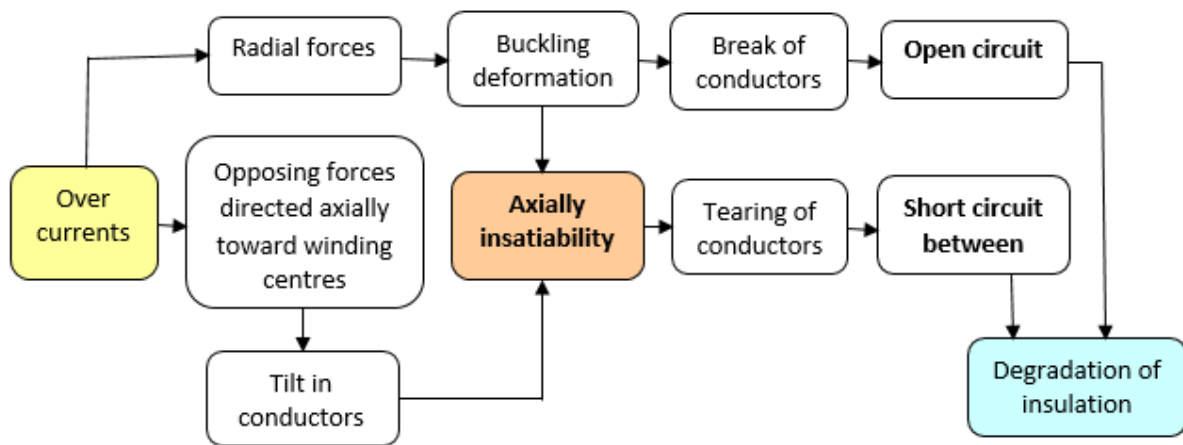 Radial forces
Buckling
deformation
Break of
conductors
Open circuit
Over
currents
Opposing forces
directed axially
toward winding
centres
Axially
insatiability
Tearing of
conductors
Short circuit
between
Tilt in
conductors
Degradation of
insulation